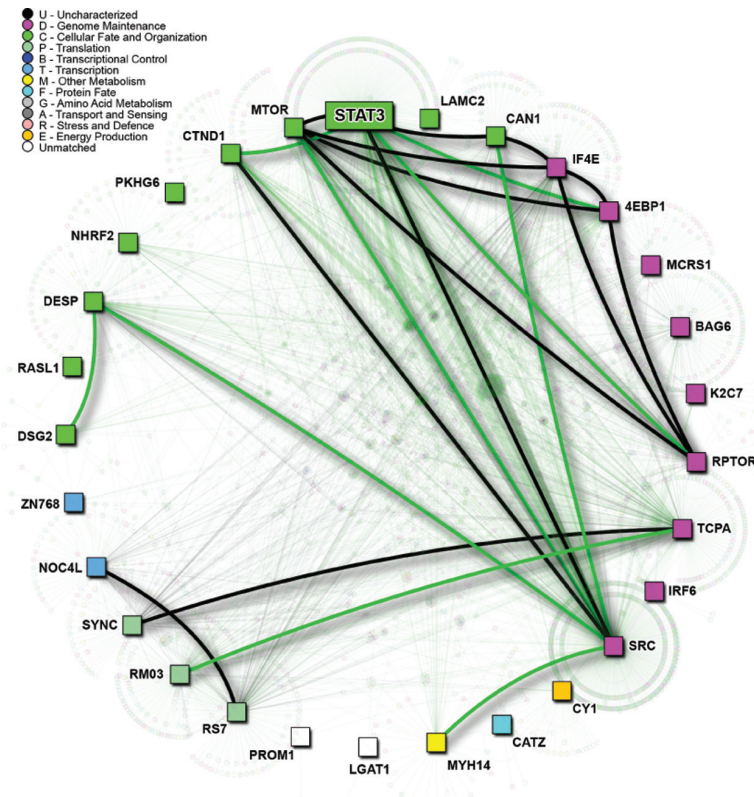 U - Uncharacterized
D - Genome Maintenance
C - Cellular Fate and Organization
P - Translation
B - Transcriptional Control
T - Transcription
M - Other Metabolism
F - Protein Fate
G - Amino Acid Metabolism
A - Transport and Sensing
R - Stress and Defence
E - Energy Production
Unmatched
STAT3
LAMC2
MTOR
CAN1
CTND1
IF4E
PKHG6
4EBP1
NHRF2
MCRS1
DESP
BAG6
RASL1
K2C7
DSG2
RPTOR
ZN768
TCPA
NOC4L
IRF6
SYNC
SRC
RM03
CY1
RS7
CATZ
PROM1
LGAT1
MYH14